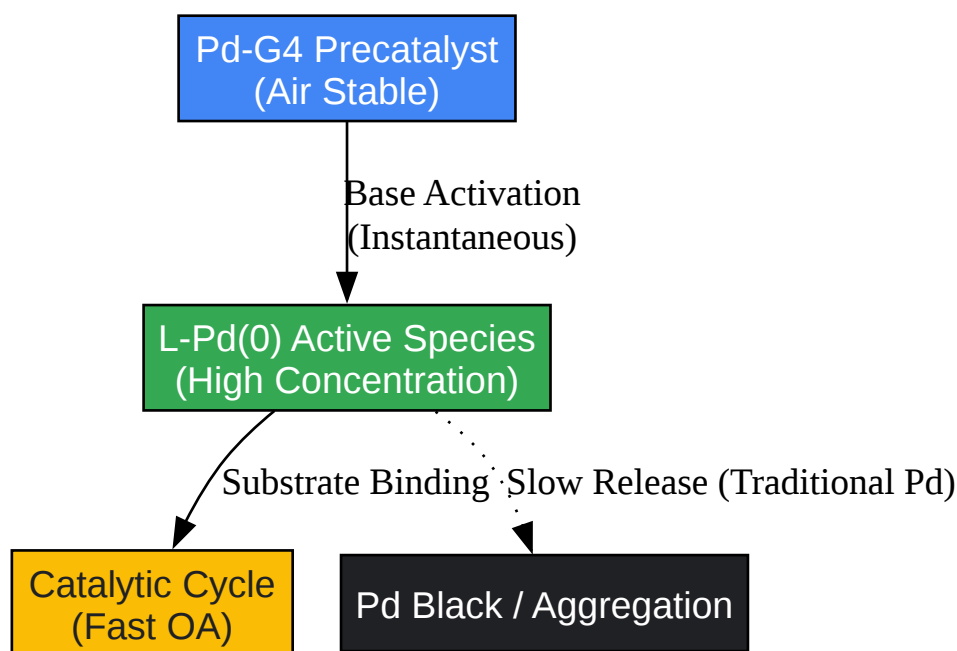 Pd-G4 Precatalyst
(Air Stable)
Base Activation
(Instantaneous)
L-Pd(0) Active Species
(High Concentration)
Substrate Binding
Slow Release (Traditional Pd)
Catalytic Cycle
(Fast OA)
Pd Black / Aggregation